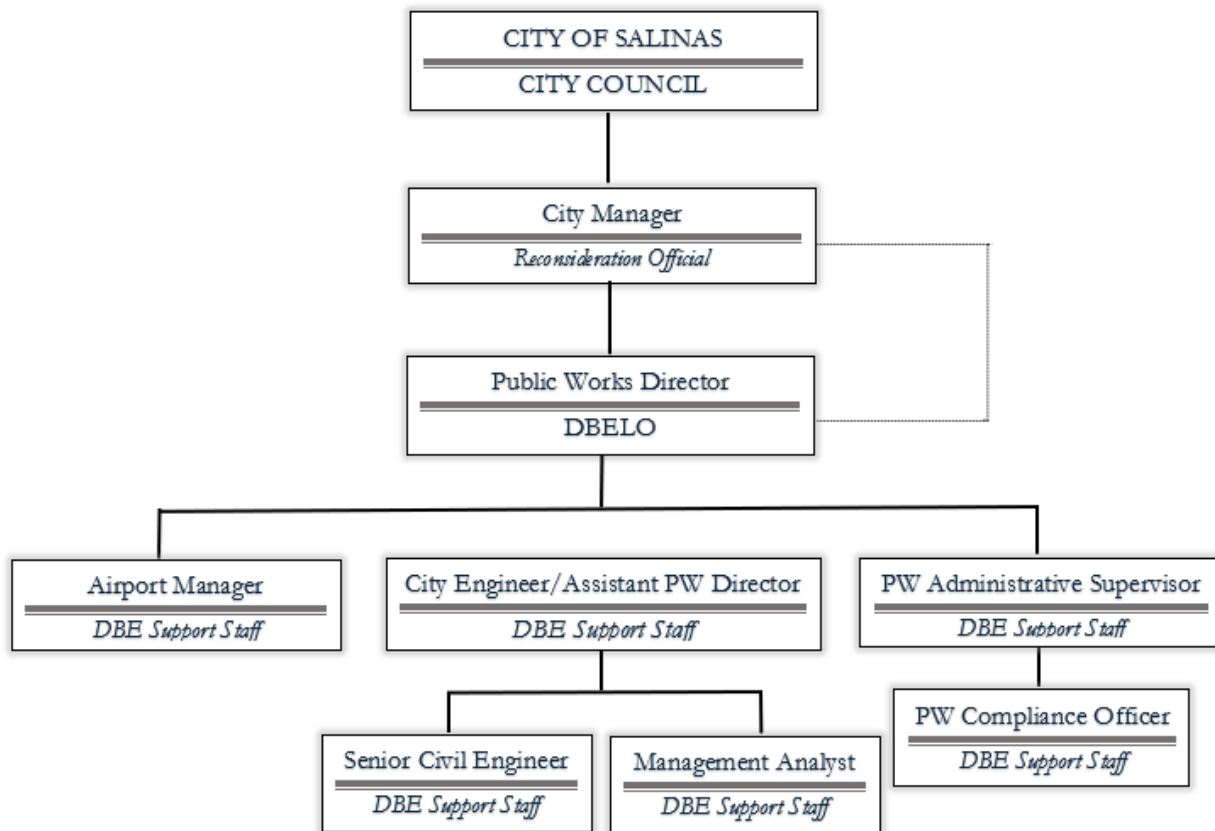 CITY OF SALINAS
CITY COUNCIL
City Manager
Reconsideration Official
Public Works Director
DBELO
Airport Manager
DBE Support Staff
City Engineer/Assistant PW Director
DBE Support Staff
PW Administrative Supervisor
DBE Support Staff
Senior Civil Engineer
DBE Support Staff
Management Analyst
DBE Support Staff
PW Compliance Officer
DBE Support Staff